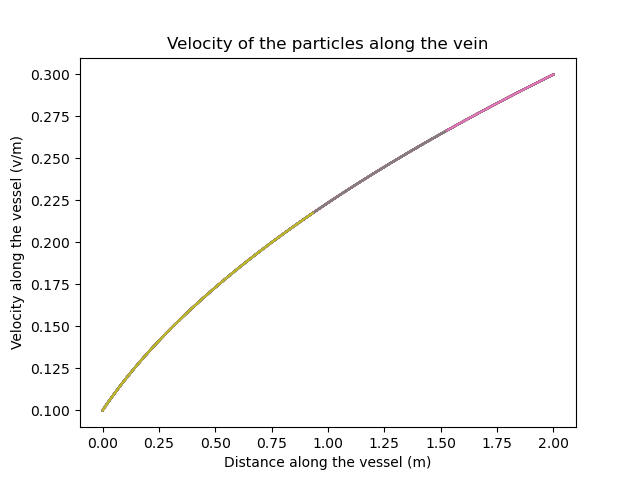 Velocity of the particles along the vein
0.300
0.275
0.250
0.225
0.200
0.175
0.150
0.125
0.100
Velocity along the vessel (v/m)
0.00 0.25 0.50 0.75 1.00 1.25 1.50 1.75 2.00
Distance along the vessel (m)